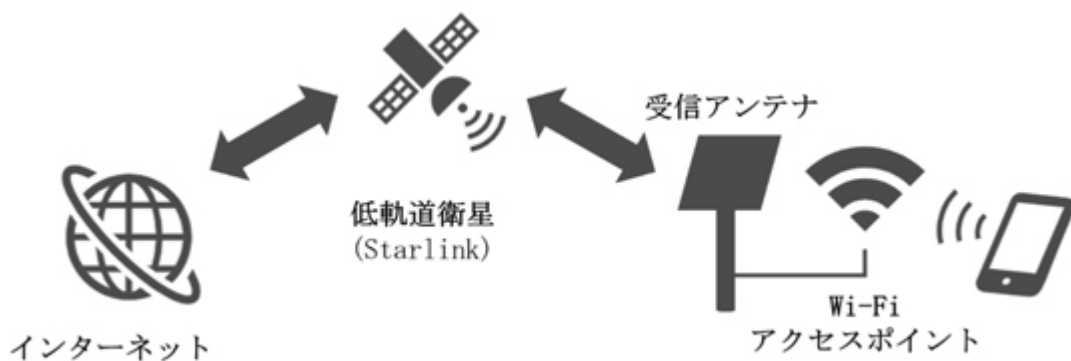 受信アンテナ
低軌道衛星
(Starlink)
Wi-Fi
アクセスポイント
インターネット